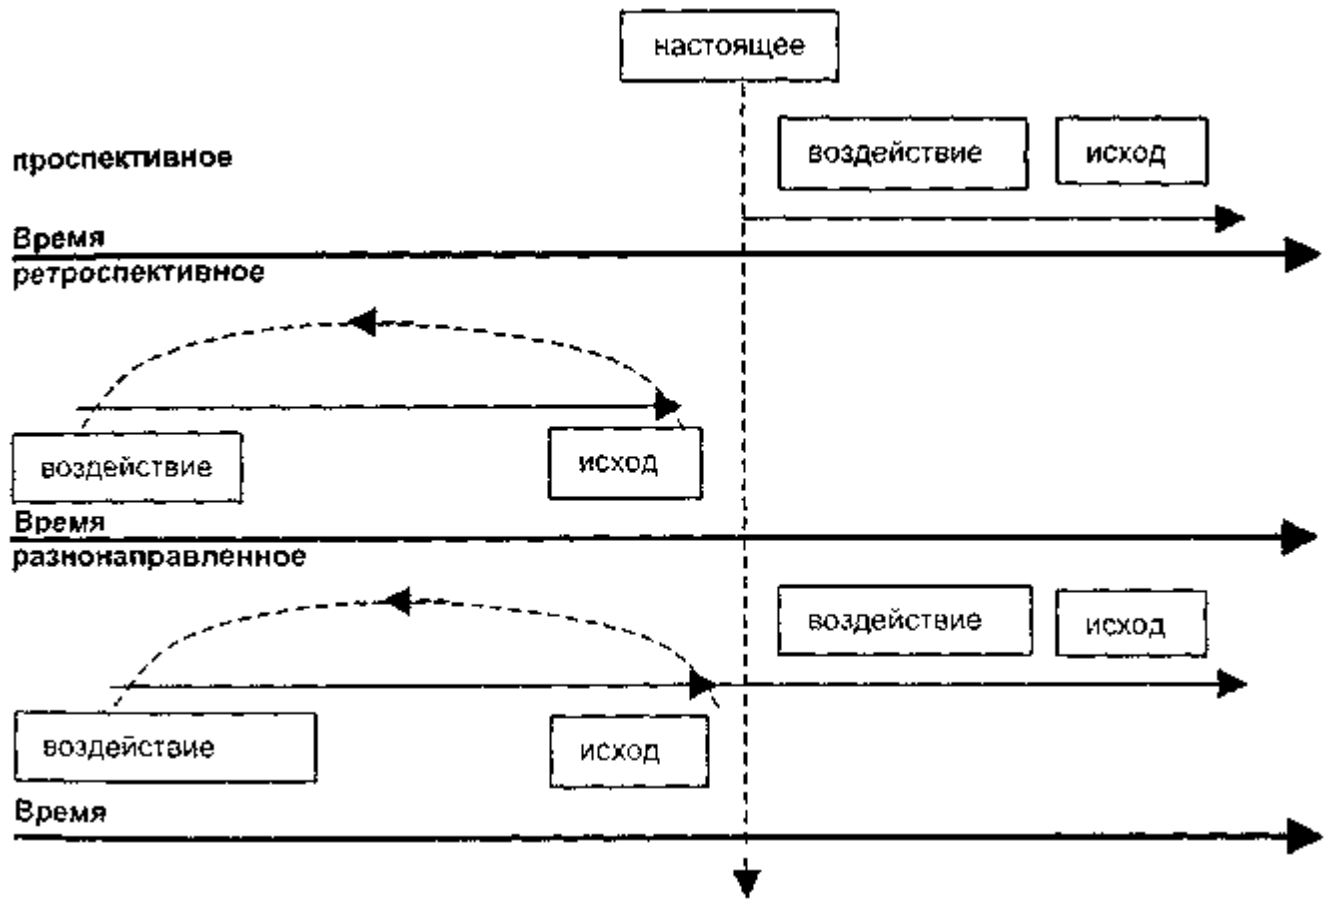 настоящее
проспективное
воздействие исход
Время
ретроспективное
воздействие исход
Время
разнонаправленное
воздействие исход
воздействие исход
Время